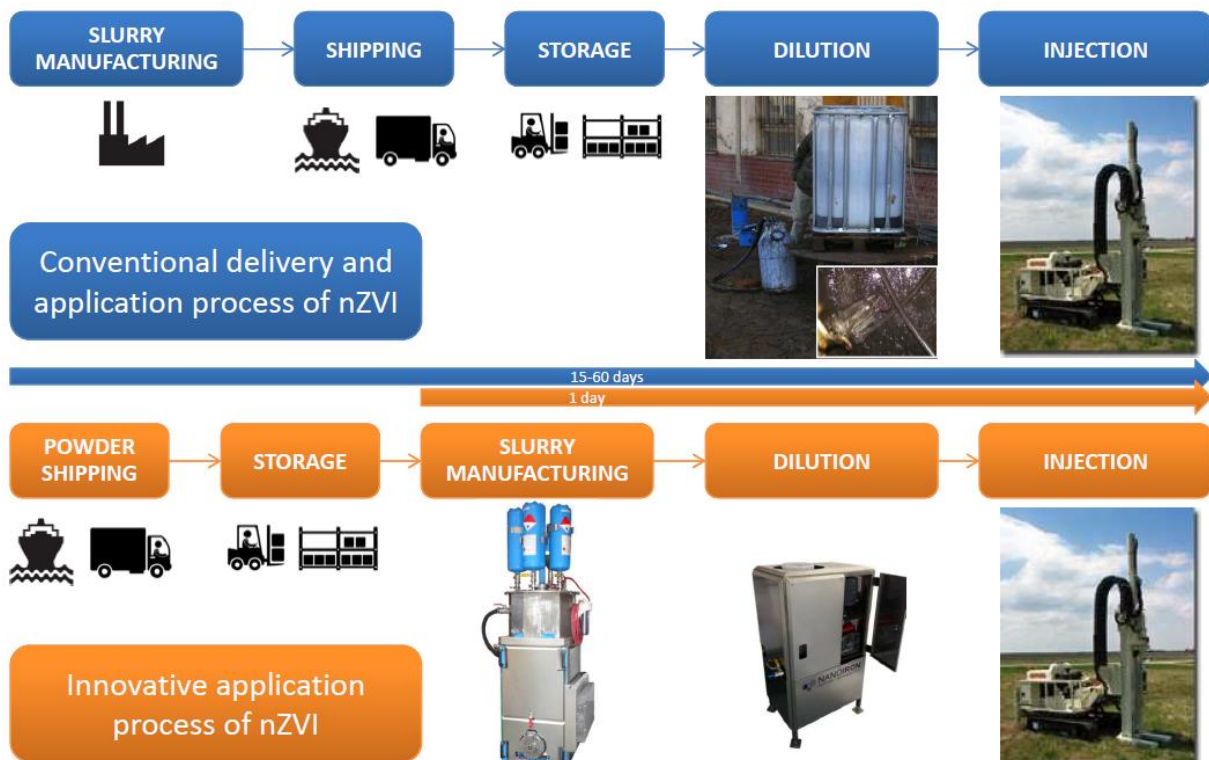 SLURRY
MANUFACTURING
SHIPPING
STORAGE
DILUTION
INJECTION
Conventional delivery and
application process of nZVI
15-60 days
1 day
POWDER
SHIPPING
STORAGE
SLURRY
MANUFACTURING
DILUTION
INJECTION
NANOIRON
Innovative application
process of nZVI